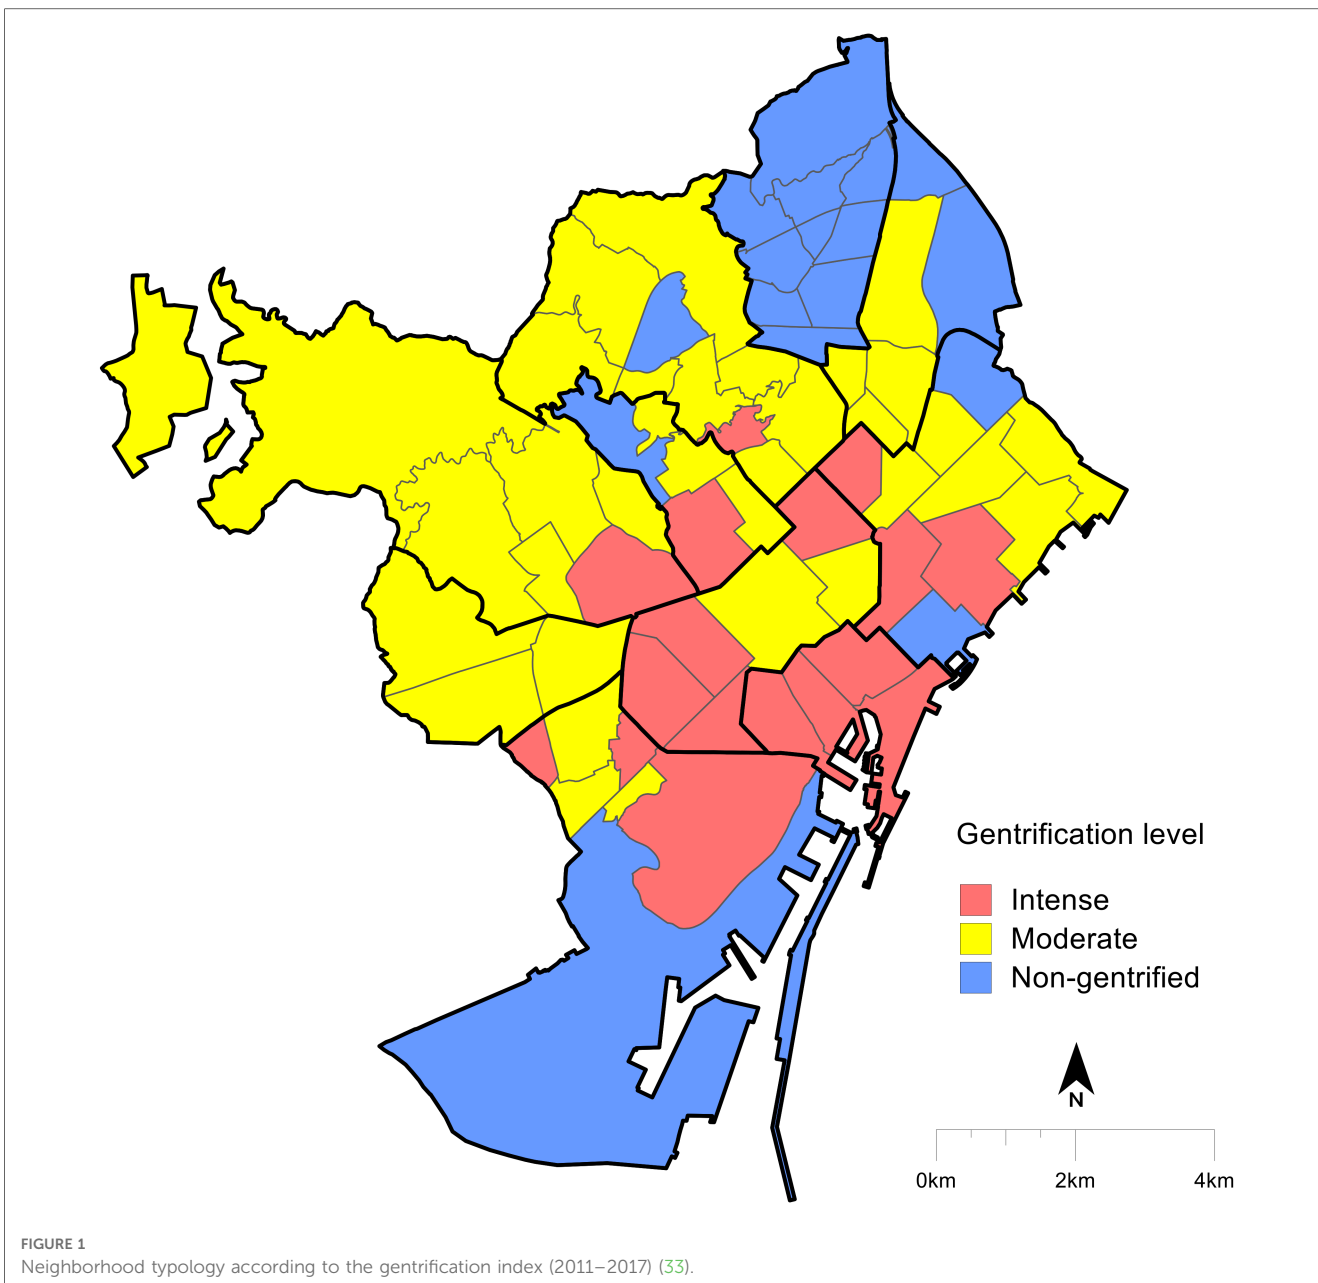 Gentrification level
Intense
Moderate
Non-gentrified
N
0km 2km 4km
FIGURE 1
Neighborhood typology according to the gentrification index (2011–2017) (33).